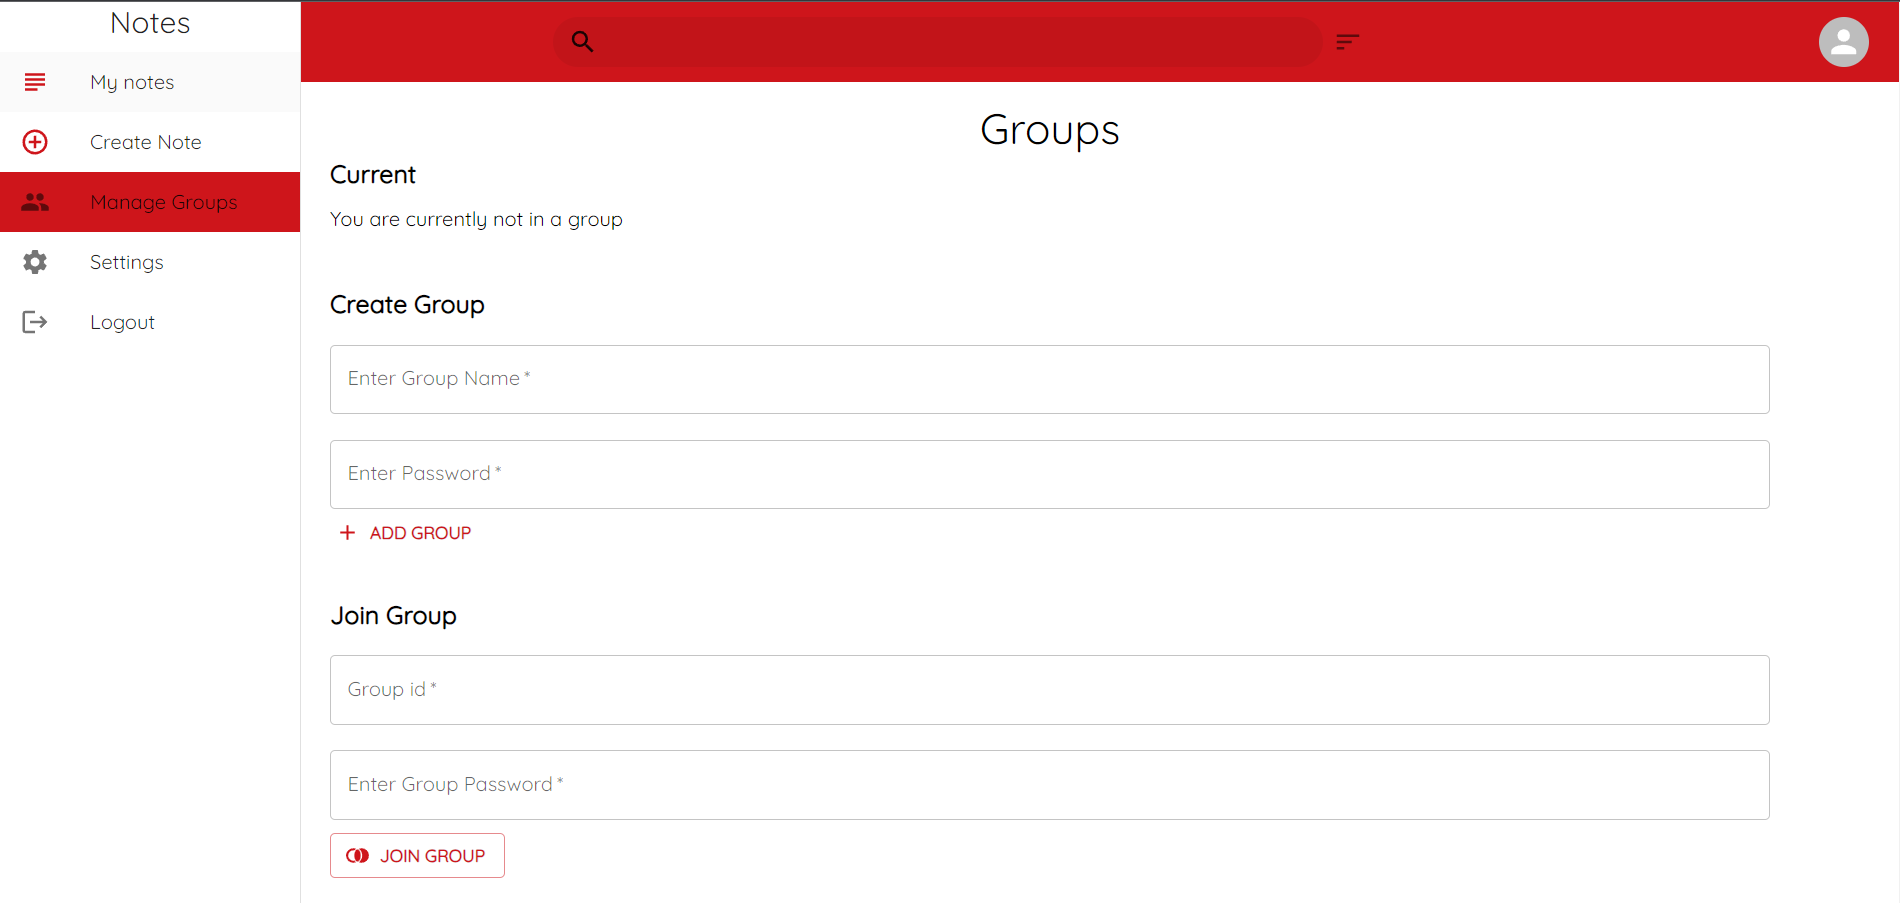 Notes
My notes
Create Note
Manage Groups
Settings
Logout
Groups
Current
You are currently not in a group
Create Group
Enter Group Name *
Enter Password *
ADD GROUP
Join Group
Group id *
Enter Group Password *
JOIN GROUP